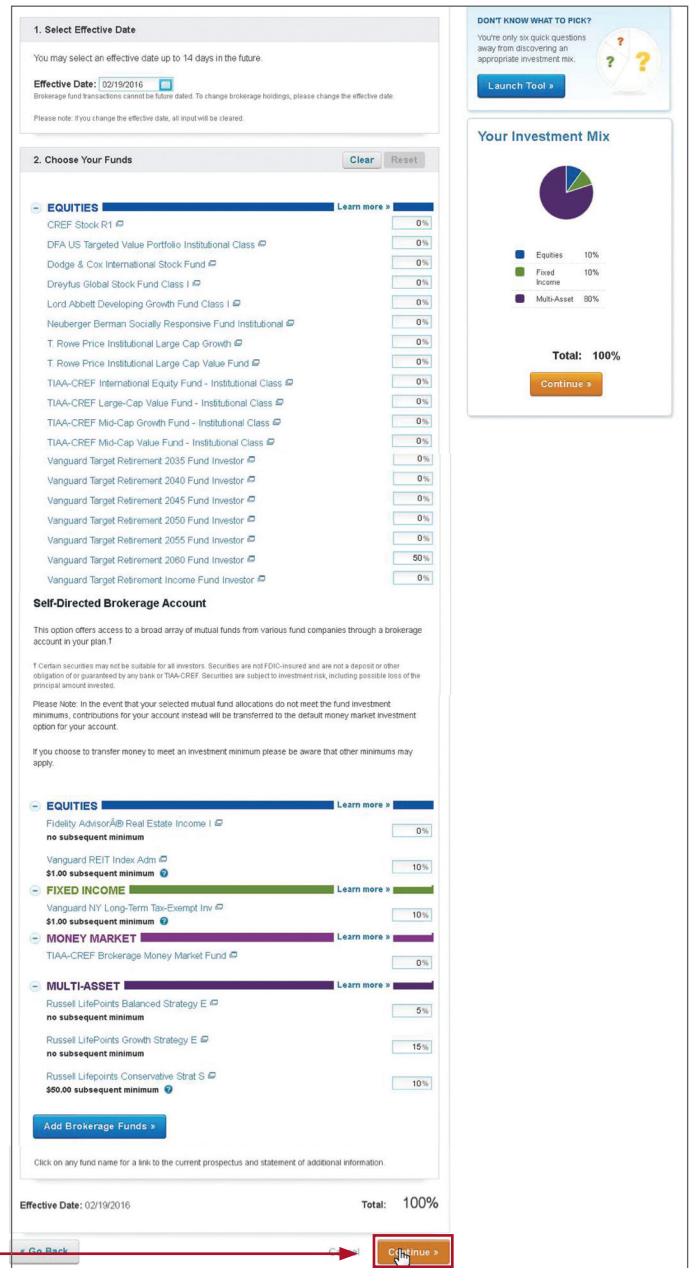 1. Select Effective Date
You may select an effective date up to 14 days in the future.
Effective Date: 02/19/2016
Brokerage fund transactions cannot be future dated. To change brokerage holdings, please change the effective date.
Please note: if you change the effective date, all input will be cleared.
2. Choose Your Funds
Clear Reset
EQUITIES Learn more »
CREF Stock R1 0%
DFA US Targeted Value Portfolio Institutional Class 0%
Dodge & Cox International Stock Fund 0%
Dreyfus Global Stock Fund Class I 0%
Lord Abbett Developing Growth Fund Class I 0%
Neuberger Berman Socially Responsive Fund Institutional 0%
T. Rowe Price Institutional Large Cap Growth 0%
T. Rowe Price Institutional Large Cap Value Fund 0%
TIAA-CREF International Equity Fund - Institutional Class 0%
TIAA-CREF Large-Cap Value Fund - Institutional Class 0%
TIAA-CREF Mid-Cap Growth Fund - Institutional Class 0%
TIAA-CREF Mid-Cap Value Fund - Institutional Class 0%
Vanguard Target Retirement 2035 Fund Investor 0%
Vanguard Target Retirement 2040 Fund Investor 0%
Vanguard Target Retirement 2045 Fund Investor 0%
Vanguard Target Retirement 2050 Fund Investor 0%
Vanguard Target Retirement 2055 Fund Investor 0%
Vanguard Target Retirement 2060 Fund Investor 50%
Vanguard Target Retirement Income Fund Investor 0%
Self-Directed Brokerage Account
This option offers access to a broad array of mutual funds from various fund companies through a brokerage
account in your plan.†
† Certain securities may not be suitable for all investors. Securities are not FDIC-insured and are not a deposit or other
obligation of or guaranteed by any bank or TIAA-CREF. Securities are subject to investment risk, including possible loss of the
principal amount invested.
Please Note: In the event that your selected mutual fund allocations do not meet the fund investment
minimums, contributions for your account instead will be transferred to the default money market investment
option for your account.
If you choose to transfer money to meet an investment minimum please be aware that other minimums may
apply.
EQUITIES Learn more »
Fidelity AdvisorÂ® Real Estate Income I 0%
no subsequent minimum
Vanguard REIT Index Adm 10%
$1.00 subsequent minimum ?
FIXED INCOME Learn more »
Vanguard NY Long-Term Tax-Exempt Inv 10%
$1.00 subsequent minimum ?
MONEY MARKET Learn more »
TIAA-CREF Brokerage Money Market Fund 0%
MULTI-ASSET Learn more »
Russell LifePoints Balanced Strategy E 5%
no subsequent minimum
Russell LifePoints Growth Strategy E 15%
no subsequent minimum
Russell Lifepoints Conservative Strat S 10%
$50.00 subsequent minimum ?
Add Brokerage Funds »
Click on any fund name for a link to the current prospectus and statement of additional information.
Effective Date: 02/19/2016 Total: 100%
« Go Back Continue »
DON'T KNOW WHAT TO PICK?
You're only six quick questions
away from discovering an
appropriate investment mix.
? ? ?
Launch Tool »
Your Investment Mix
Equities 10%
Fixed 10%
Income
Multi-Asset 80%
Total: 100%
Continue »